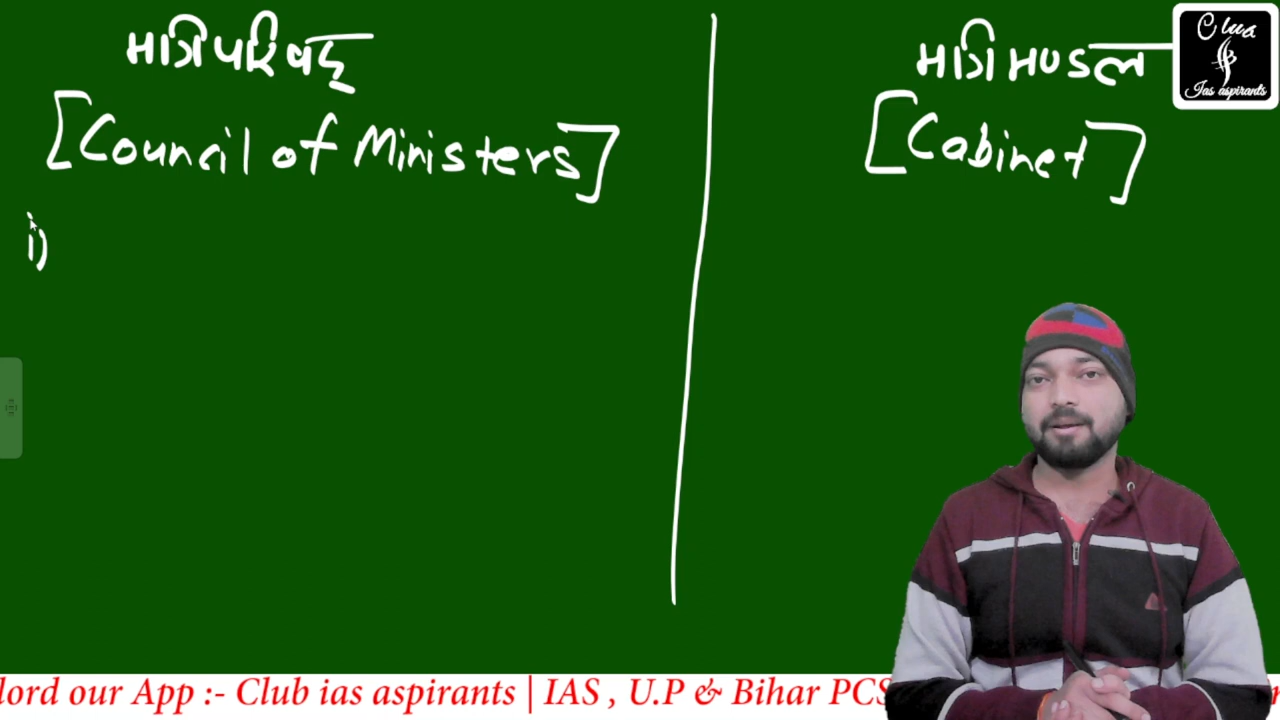 मंत्रिपरिषद्
[Council of Ministers]
i)
मंत्रिमण्डल
[Cabinet]
Club
Ias aspirants
lord our App :- Club ias aspirants | IAS , U.P & Bihar PCS